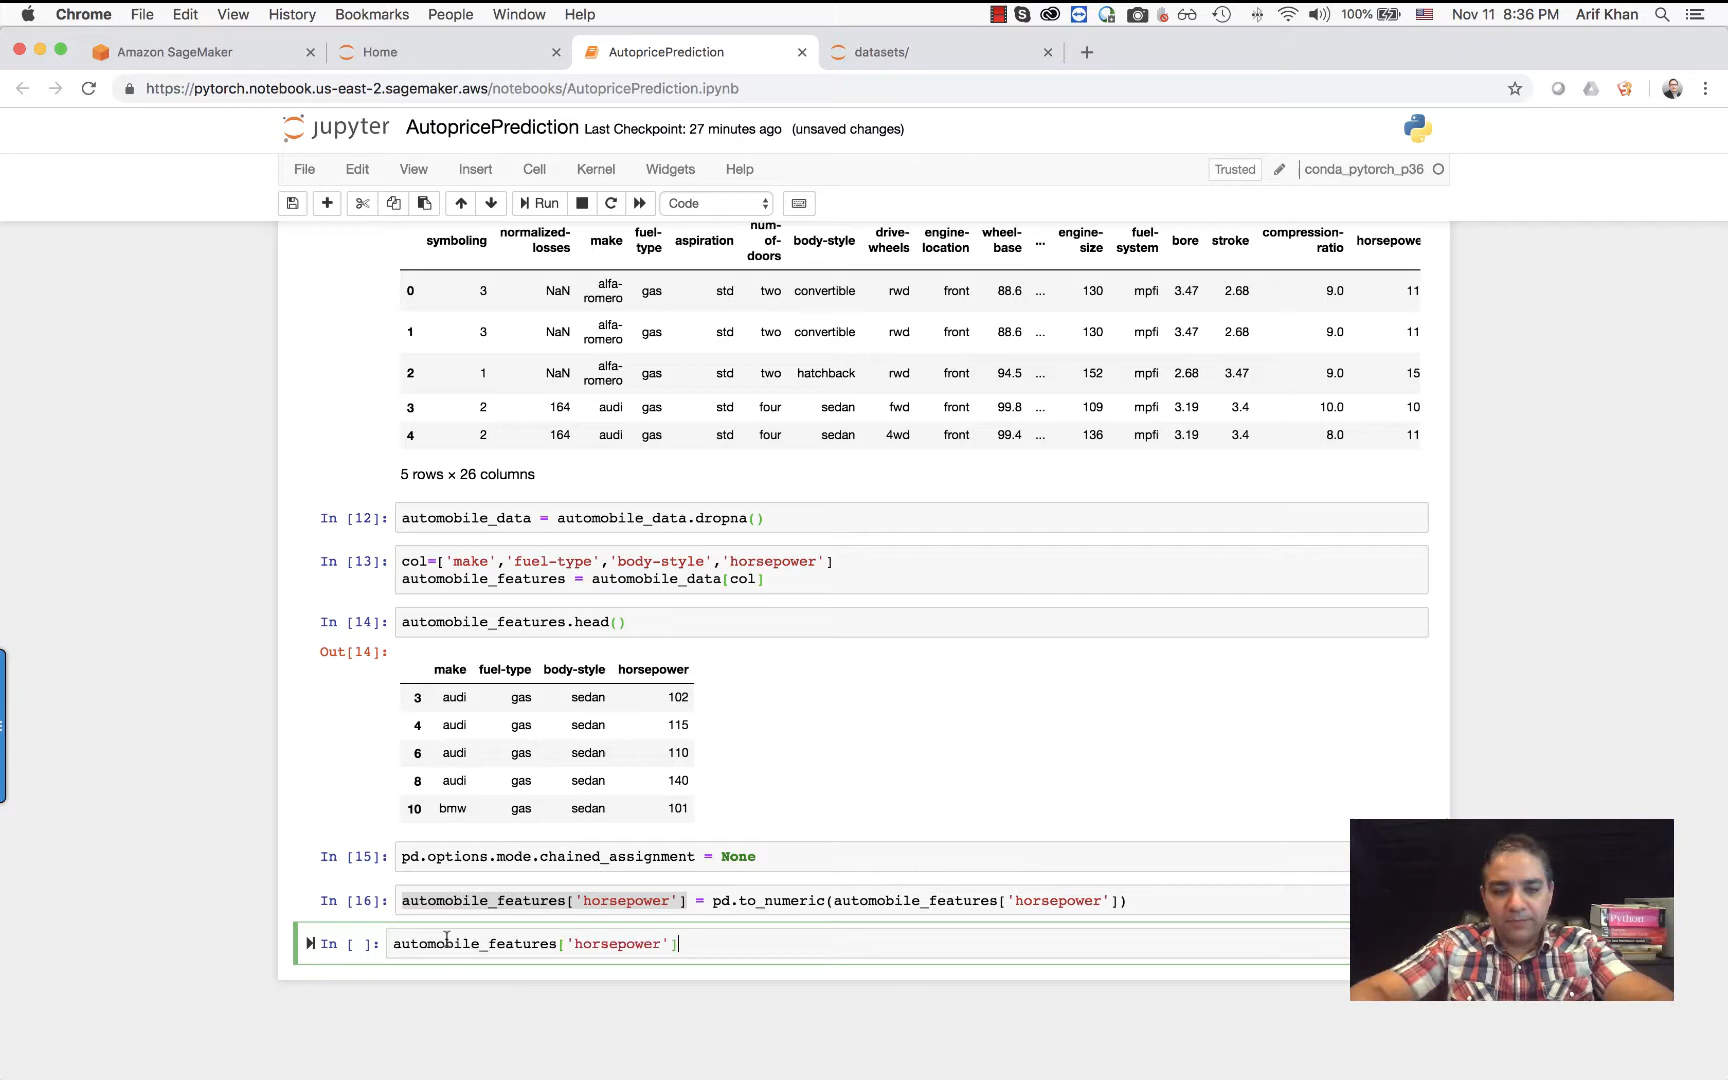 Chrome File Edit View History Bookmarks People Window Help 100% Nov 11 8:36 PM Arif Khan
Amazon SageMaker Home AutopricePrediction datasets/
https://pytorch.notebook.us-east-2.sagemaker.aws/notebooks/AutopricePrediction.ipynb
jupyter AutopricePrediction Last Checkpoint: 27 minutes ago (unsaved changes)
File Edit View Insert Cell Kernel Widgets Help Trusted conda_pytorch_p36
Run Code
symboling normalized-losses make fuel-type aspiration num-of-doors body-style drive-wheels engine-location wheel-base ... engine-size fuel-system bore stroke compression-ratio horsepowe
0 3 NaN alfa-romero gas std two convertible rwd front 88.6 ... 130 mpfi 3.47 2.68 9.0 11
1 3 NaN alfa-romero gas std two convertible rwd front 88.6 ... 130 mpfi 3.47 2.68 9.0 11
2 1 NaN alfa-romero gas std two hatchback rwd front 94.5 ... 152 mpfi 2.68 3.47 9.0 15
3 2 164 audi gas std four sedan fwd front 99.8 ... 109 mpfi 3.19 3.4 10.0 10
4 2 164 audi gas std four sedan 4wd front 99.4 ... 136 mpfi 3.19 3.4 8.0 11
5 rows × 26 columns
In [12]: automobile_data = automobile_data.dropna()
In [13]: col=['make','fuel-type','body-style','horsepower']
automobile_features = automobile_data[col]
In [14]: automobile_features.head()
Out[14]:
make fuel-type body-style horsepower
3 audi gas sedan 102
4 audi gas sedan 115
6 audi gas sedan 110
8 audi gas sedan 140
10 bmw gas sedan 101
In [15]: pd.options.mode.chained_assignment = None
In [16]: automobile_features['horsepower'] = pd.to_numeric(automobile_features['horsepower'])
In [ ]: automobile_features['horsepower']
Python